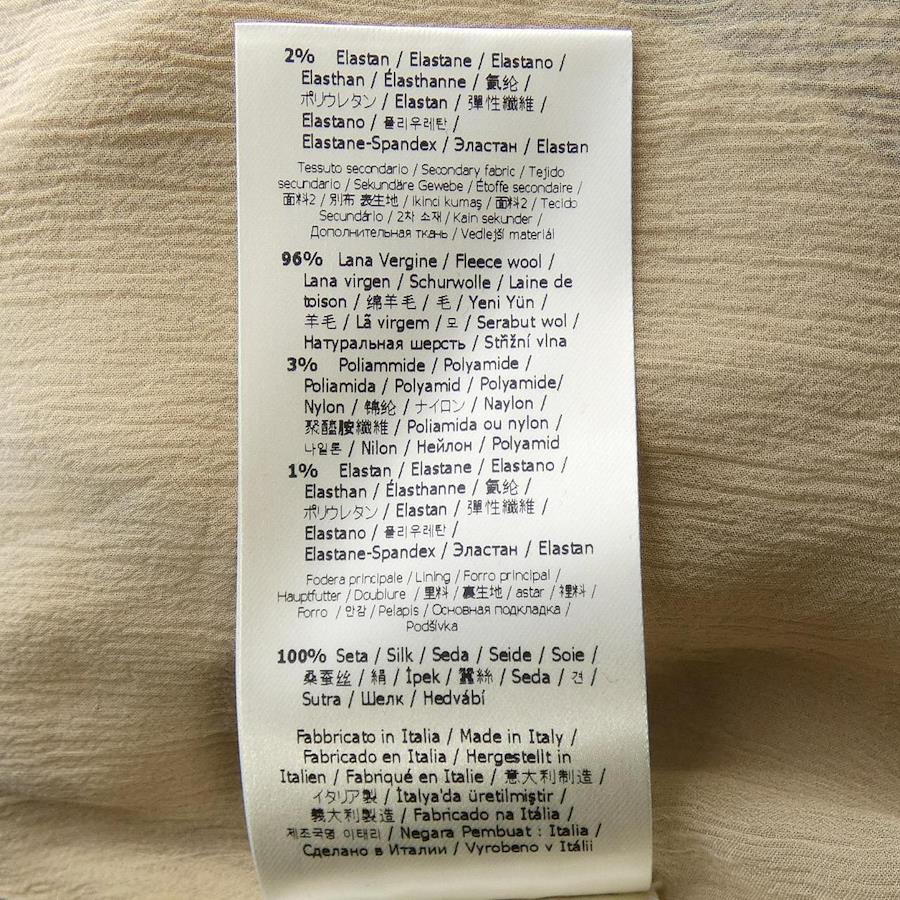 2% Elastan / Elastane / Elastano /
Elasthan / Élasthanne / 氨纶 /
ポリウレタン / Elastan / 彈性纖維 /
Elastano / 폴리우레탄 /
Elastane-Spandex / Эластан / Elastan
Tessuto secondario / Secondary fabric / Tejido
secundario / Sekundäre Gewebe / Étoffe secondaire /
面料2 / 別布 表生地 / Ikinci kumaş / 面料2 / Tecido
Secundário / 2차 소재 / Kain sekunder /
Дополнительная ткань / Vedlejší materiál
96% Lana Vergine / Fleece wool /
Lana virgen / Schurwolle / Laine de
toison / 绵羊毛 / 毛 / Yeni Yün /
羊毛 / Lã virgem / 모 / Serabut wol /
Натуральная шерсть / Střížní vlna
3% Poliammide / Polyamide /
Poliamida / Polyamid / Polyamide/
Nylon / 锦纶 / ナイロン / Naylon /
聚醯胺纖維 / Poliamida ou nylon /
나일론 / Nilon / Нейлон / Polyamid
1% Elastan / Elastane / Elastano /
Elasthan / Élasthanne / 氨纶 /
ポリウレタン / Elastan / 彈性纖維 /
Elastano / 폴리우레탄 /
Elastane-Spandex / Эластан / Elastan
Fodera principale / Lining / Forro principal /
Hauptfutter / Doublure / 里料 / 裏生地 / astar / 裡料 /
Forro / 안감 / Pelapis / Основная подкладка /
Podšívka
100% Seta / Silk / Seda / Seide / Soie /
桑蚕丝 / 絹 / İpek / 蠶絲 / Seda / 견 /
Sutra / Шелк / Hedvábí
Fabbricato in Italia / Made in Italy /
Fabricado en Italia / Hergestellt in
Italien / Fabriqué en Italie / 意大利制造 /
イタリア製 / İtalya'da üretilmiştir /
義大利製造 / Fabricado na Itália /
제조국명 이태리 / Negara Pembuat : Italia /
Сделано в Италии / Vyrobeno v Itálii